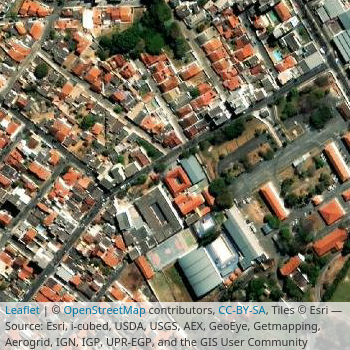 Leaflet | © OpenStreetMap contributors, CC-BY-SA, Tiles © Esri —
Source: Esri, i-cubed, USDA, USGS, AEX, GeoEye, Getmapping,
Aerogrid, IGN, IGP, UPR-EGP, and the GIS User Community